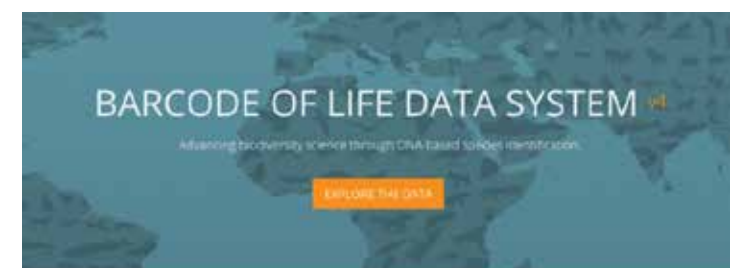 BARCODE OF LIFE DATA SYSTEM v4
Advancing biodiversity science through DNA-based species identification.
EXPLORE THE DATA